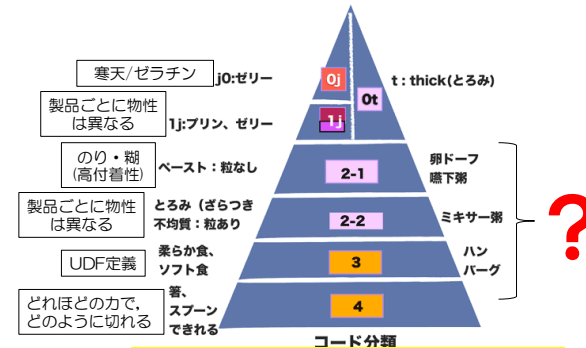 寒天/ゼラチン
j0:ゼリー
0j
t:thick(とろみ)
0t
製品ごとに物性
は異なる
1j:プリン、ゼリー
1j
のり・糊
(高付着性)
ペースト:粒なし
2-1
卵ドーフ
嚥下粥
製品ごとに物性
は異なる
とろみ(ざらつき
不均質:粒あり
2-2
ミキサー粥
?
UDF定義
柔らか食、
ソフト食
3
ハン
バーグ
どれほどの力で,
どのように切れる
箸、
スプーン
できれる
4
コード分類